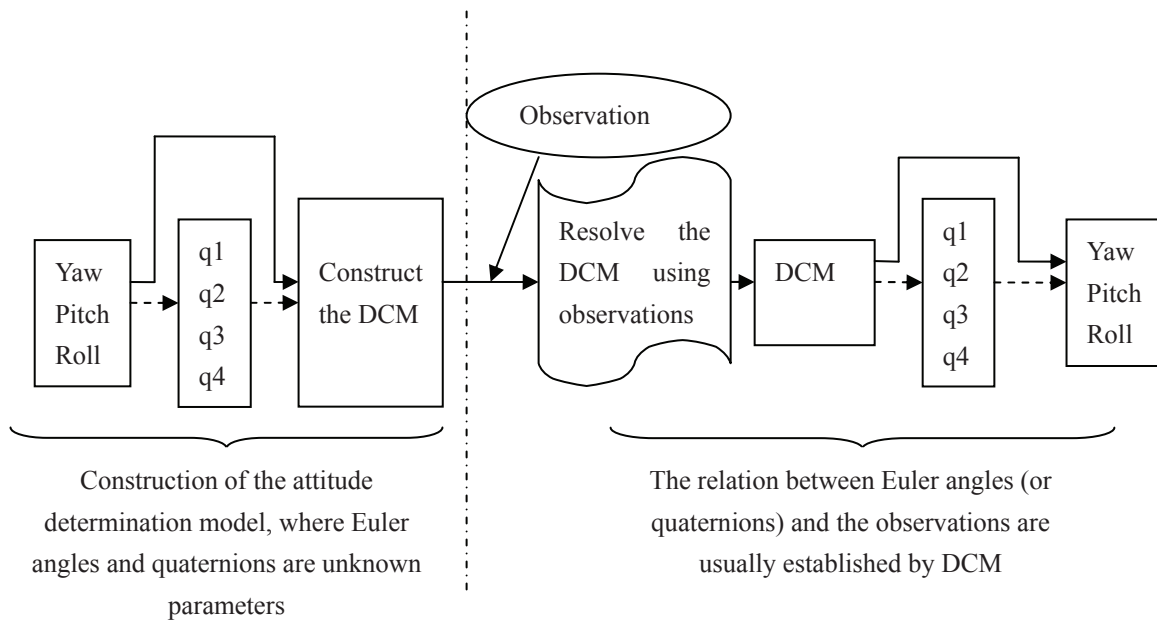 Observation
Yaw
Pitch
Roll
q1
q2
q3
q4
Construct
the DCM
Resolve the
DCM using
observations
DCM
q1
q2
q3
q4
Yaw
Pitch
Roll
Construction of the attitude
determination model, where Euler
angles and quaternions are unknown
parameters
The relation between Euler angles (or
quaternions) and the observations are
usually established by DCM